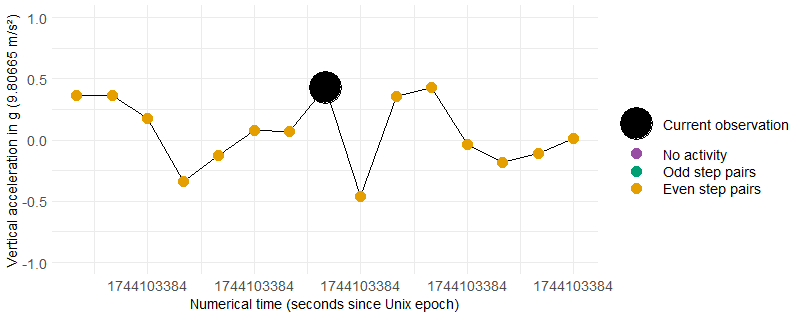 Vertical acceleration in g (9.80665 m/s²)
1.0
0.5
0.0
-0.5
-1.0
1744103384 1744103384 1744103384 1744103384 1744103384
Numerical time (seconds since Unix epoch)
Current observation
No activity
Odd step pairs
Even step pairs